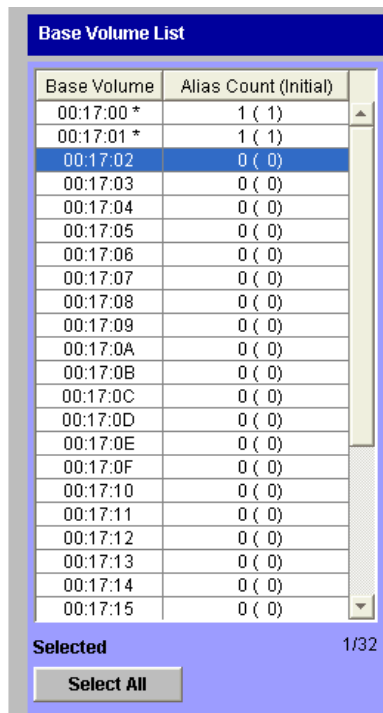 Base Volume List
Base Volume Alias Count (Initial)
00:17:00 * 1 ( 1)
00:17:01 * 1 ( 1)
00:17:02 0 ( 0)
00:17:03 0 ( 0)
00:17:04 0 ( 0)
00:17:05 0 ( 0)
00:17:06 0 ( 0)
00:17:07 0 ( 0)
00:17:08 0 ( 0)
00:17:09 0 ( 0)
00:17:0A 0 ( 0)
00:17:0B 0 ( 0)
00:17:0C 0 ( 0)
00:17:0D 0 ( 0)
00:17:0E 0 ( 0)
00:17:0F 0 ( 0)
00:17:10 0 ( 0)
00:17:11 0 ( 0)
00:17:12 0 ( 0)
00:17:13 0 ( 0)
00:17:14 0 ( 0)
00:17:15 0 ( 0)
Selected 1/32
Select All